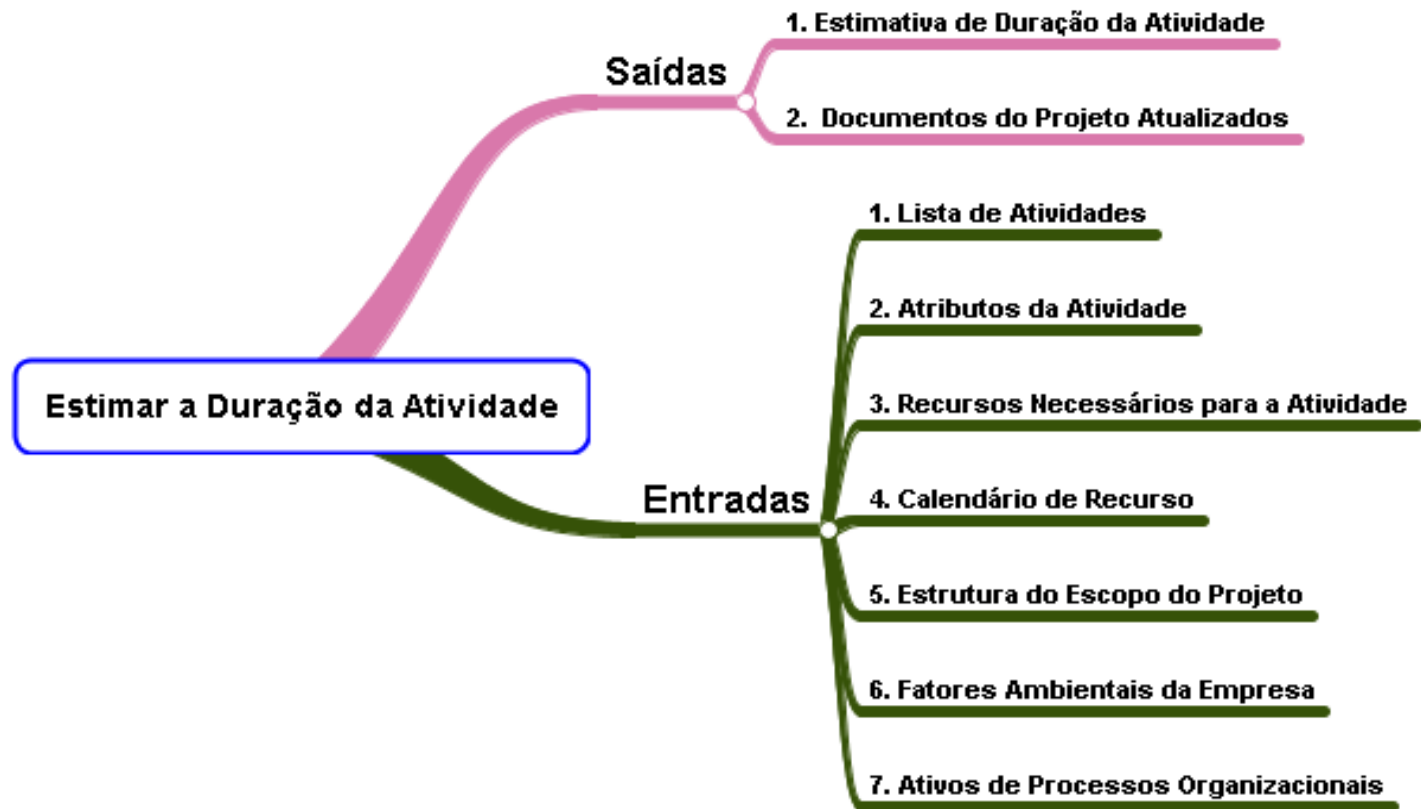 1. Estimativa de Duração da Atividade
Saídas
2. Documentos do Projeto Atualizados
1. Lista de Atividades
2. Atributos da Atividade
Estimar a Duração da Atividade
3. Recursos Necessários para a Atividade
Entradas
4. Calendário de Recurso
5. Estrutura do Escopo do Projeto
6. Fatores Ambientais da Empresa
7. Ativos de Processos Organizacionais